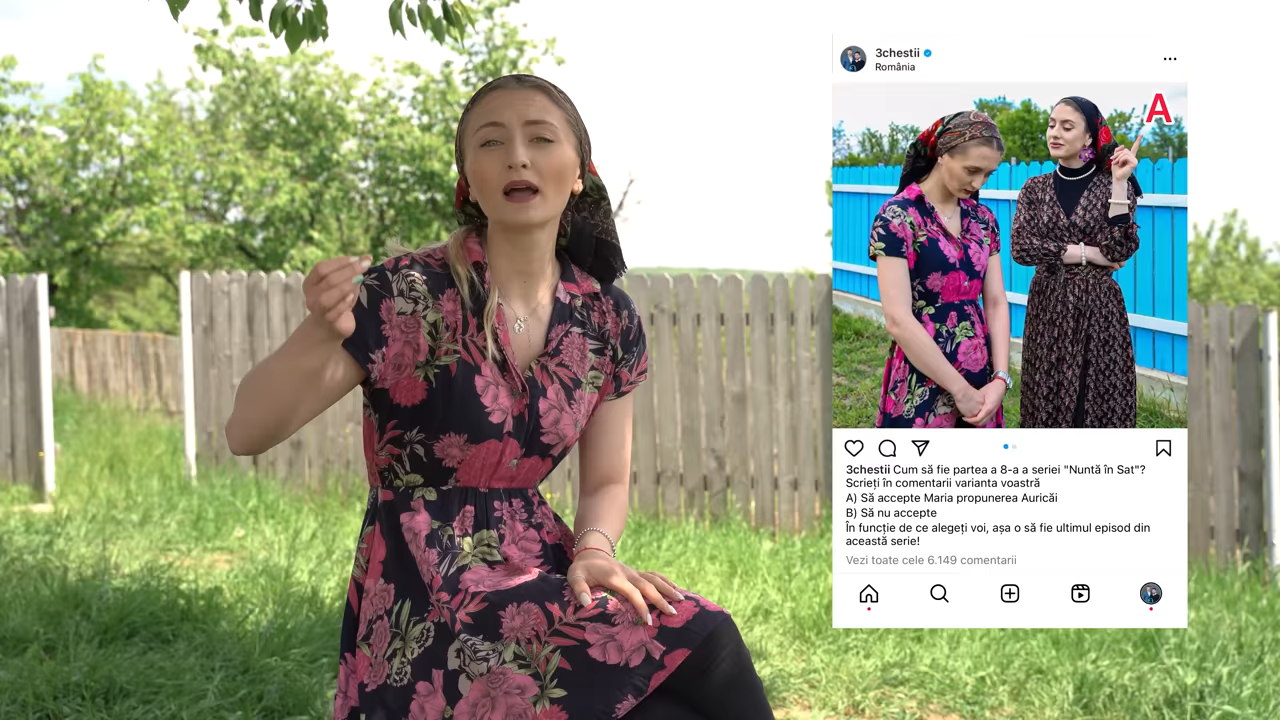 3chestii
România
A
3chestii Cum să fie partea a 8-a a seriei "Nuntă în Sat"?
Scrieți în comentarii varianta voastră
A) Să accepte Maria propunerea Auricăi
B) Să nu accepte
În funcție de ce alegeți voi, așa o să fie ultimul episod din
această serie!
Vezi toate cele 6.149 comentarii